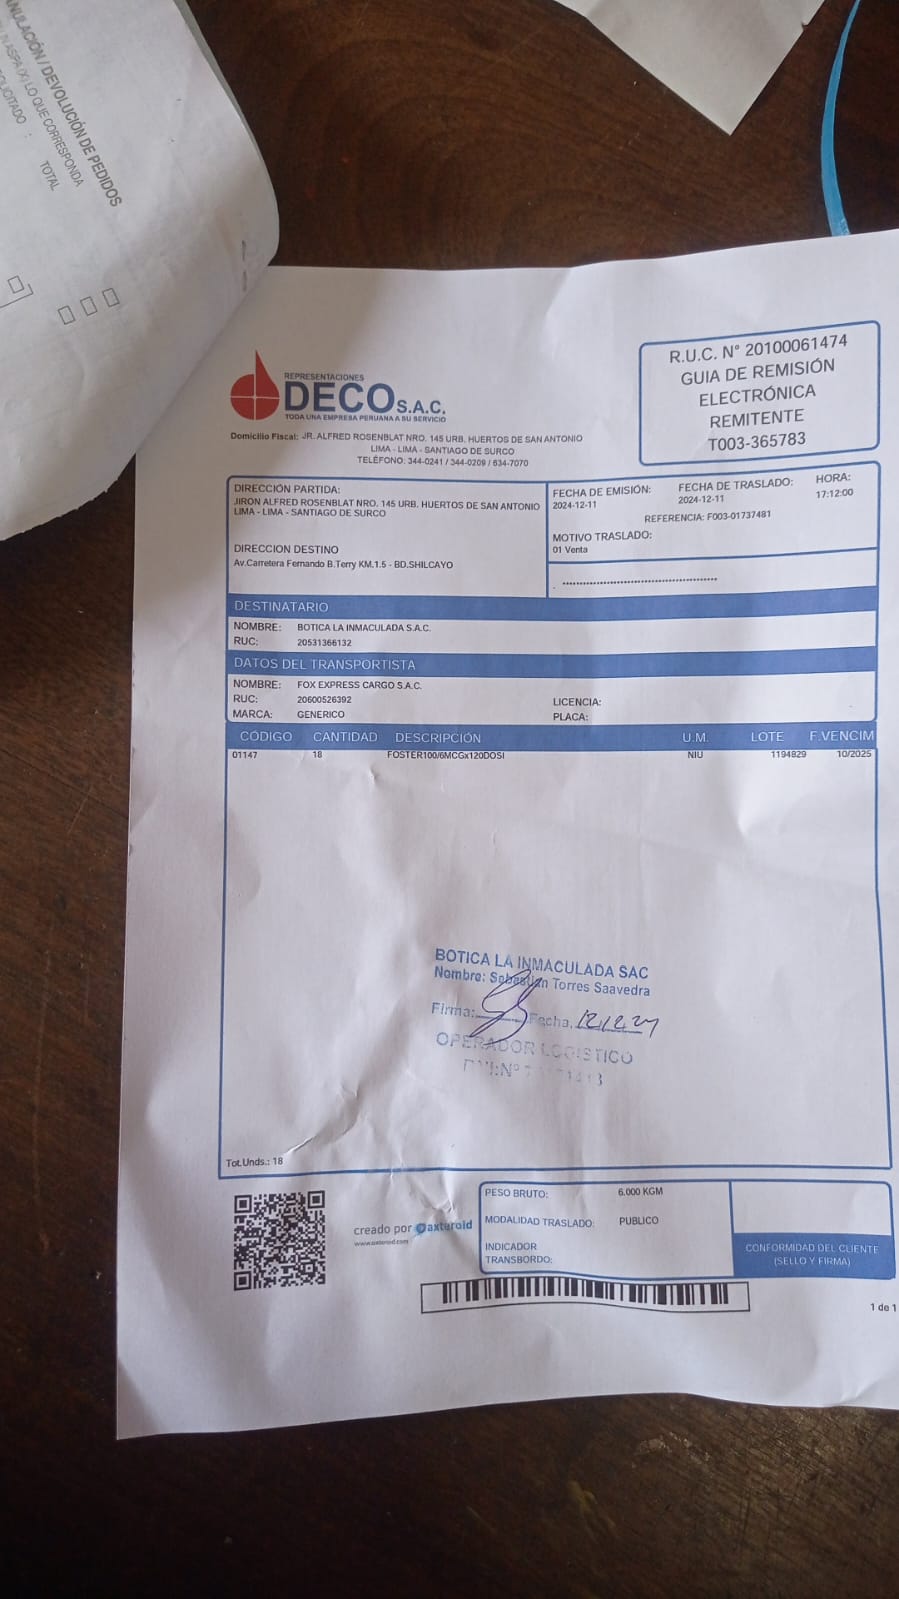 ANULACIÓN / DEVOLUCIÓN DE PEDIDOS
UN ASPA (X) LO QUE CORRESPONDA
TOTAL
REPRESENTACIONES
DECO S.A.C.
TODA UNA EMPRESA PERUANA A SU SERVICIO
Domicilio Fiscal: JR. ALFRED ROSENBLAT NRO. 145 URB. HUERTOS DE SAN ANTONIO
LIMA - LIMA - SANTIAGO DE SURCO
TELÉFONO: 344-0241 / 344-0209 / 634-7070
R.U.C. N° 20100061474
GUIA DE REMISIÓN
ELECTRÓNICA
REMITENTE
T003-365783
DIRECCIÓN PARTIDA:
JIRON ALFRED ROSENBLAT NRO. 145 URB. HUERTOS DE SAN ANTONIO
LIMA - LIMA - SANTIAGO DE SURCO
DIRECCION DESTINO
Av.Carretera Fernando B.Terry KM.1.5 - BD.SHILCAYO
FECHA DE EMISIÓN: FECHA DE TRASLADO: HORA:
2024-12-11 2024-12-11 17:12:00
REFERENCIA: F003-01737481
MOTIVO TRASLADO:
01 Venta
DESTINATARIO
NOMBRE: BOTICA LA INMACULADA S.A.C.
RUC: 20531366132
DATOS DEL TRANSPORTISTA
NOMBRE: FOX EXPRESS CARGO S.A.C.
RUC: 20600526392 LICENCIA:
MARCA: GENERICO PLACA:
CÓDIGO CANTIDAD DESCRIPCIÓN U.M. LOTE F.VENCIM
01147 18 FOSTER100/6MCGx120DOSI NIU 1194829 10/2025
BOTICA LA INMACULADA SAC
Nombre: Sebastian Torres Saavedra
Firma: Fecha. 12/12/24
OPERADOR LOGISTICO
Tot.Unds.: 18
creado por axteroid
www.axteroid.com
PESO BRUTO: 6.000 KGM
MODALIDAD TRASLADO: PUBLICO
INDICADOR
TRANSBORDO:
CONFORMIDAD DEL CLIENTE
(SELLO Y FIRMA)
1 de 1